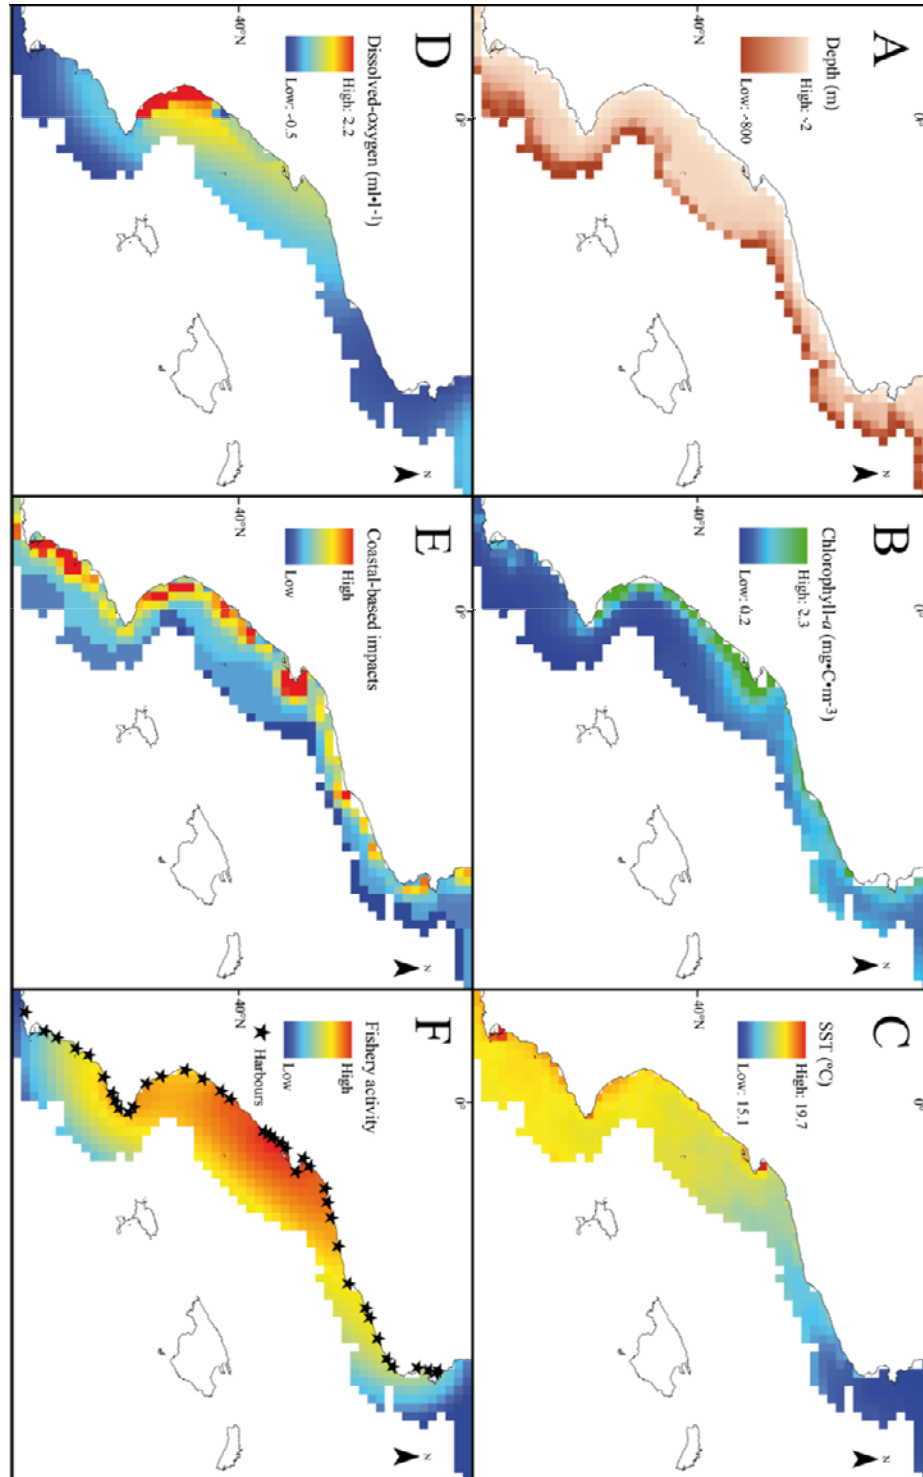 0°
A
40°N
Depth (m)
High: -2
Low: -800
N
0°
B
40°N
Chlorophyll-a (mg•C•m-3)
High: 2.3
Low: 0.2
N
0°
C
40°N
SST (ºC)
High: 19.7
Low: 15.1
N
0°
D
40°N
Dissolved-oxygen (ml•l-1)
High: 2.2
Low: -0.5
N
0°
E
40°N
Coastal-based impacts
High
Low
N
0°
F
40°N
Fishery activity
High
Low
Harbours
N